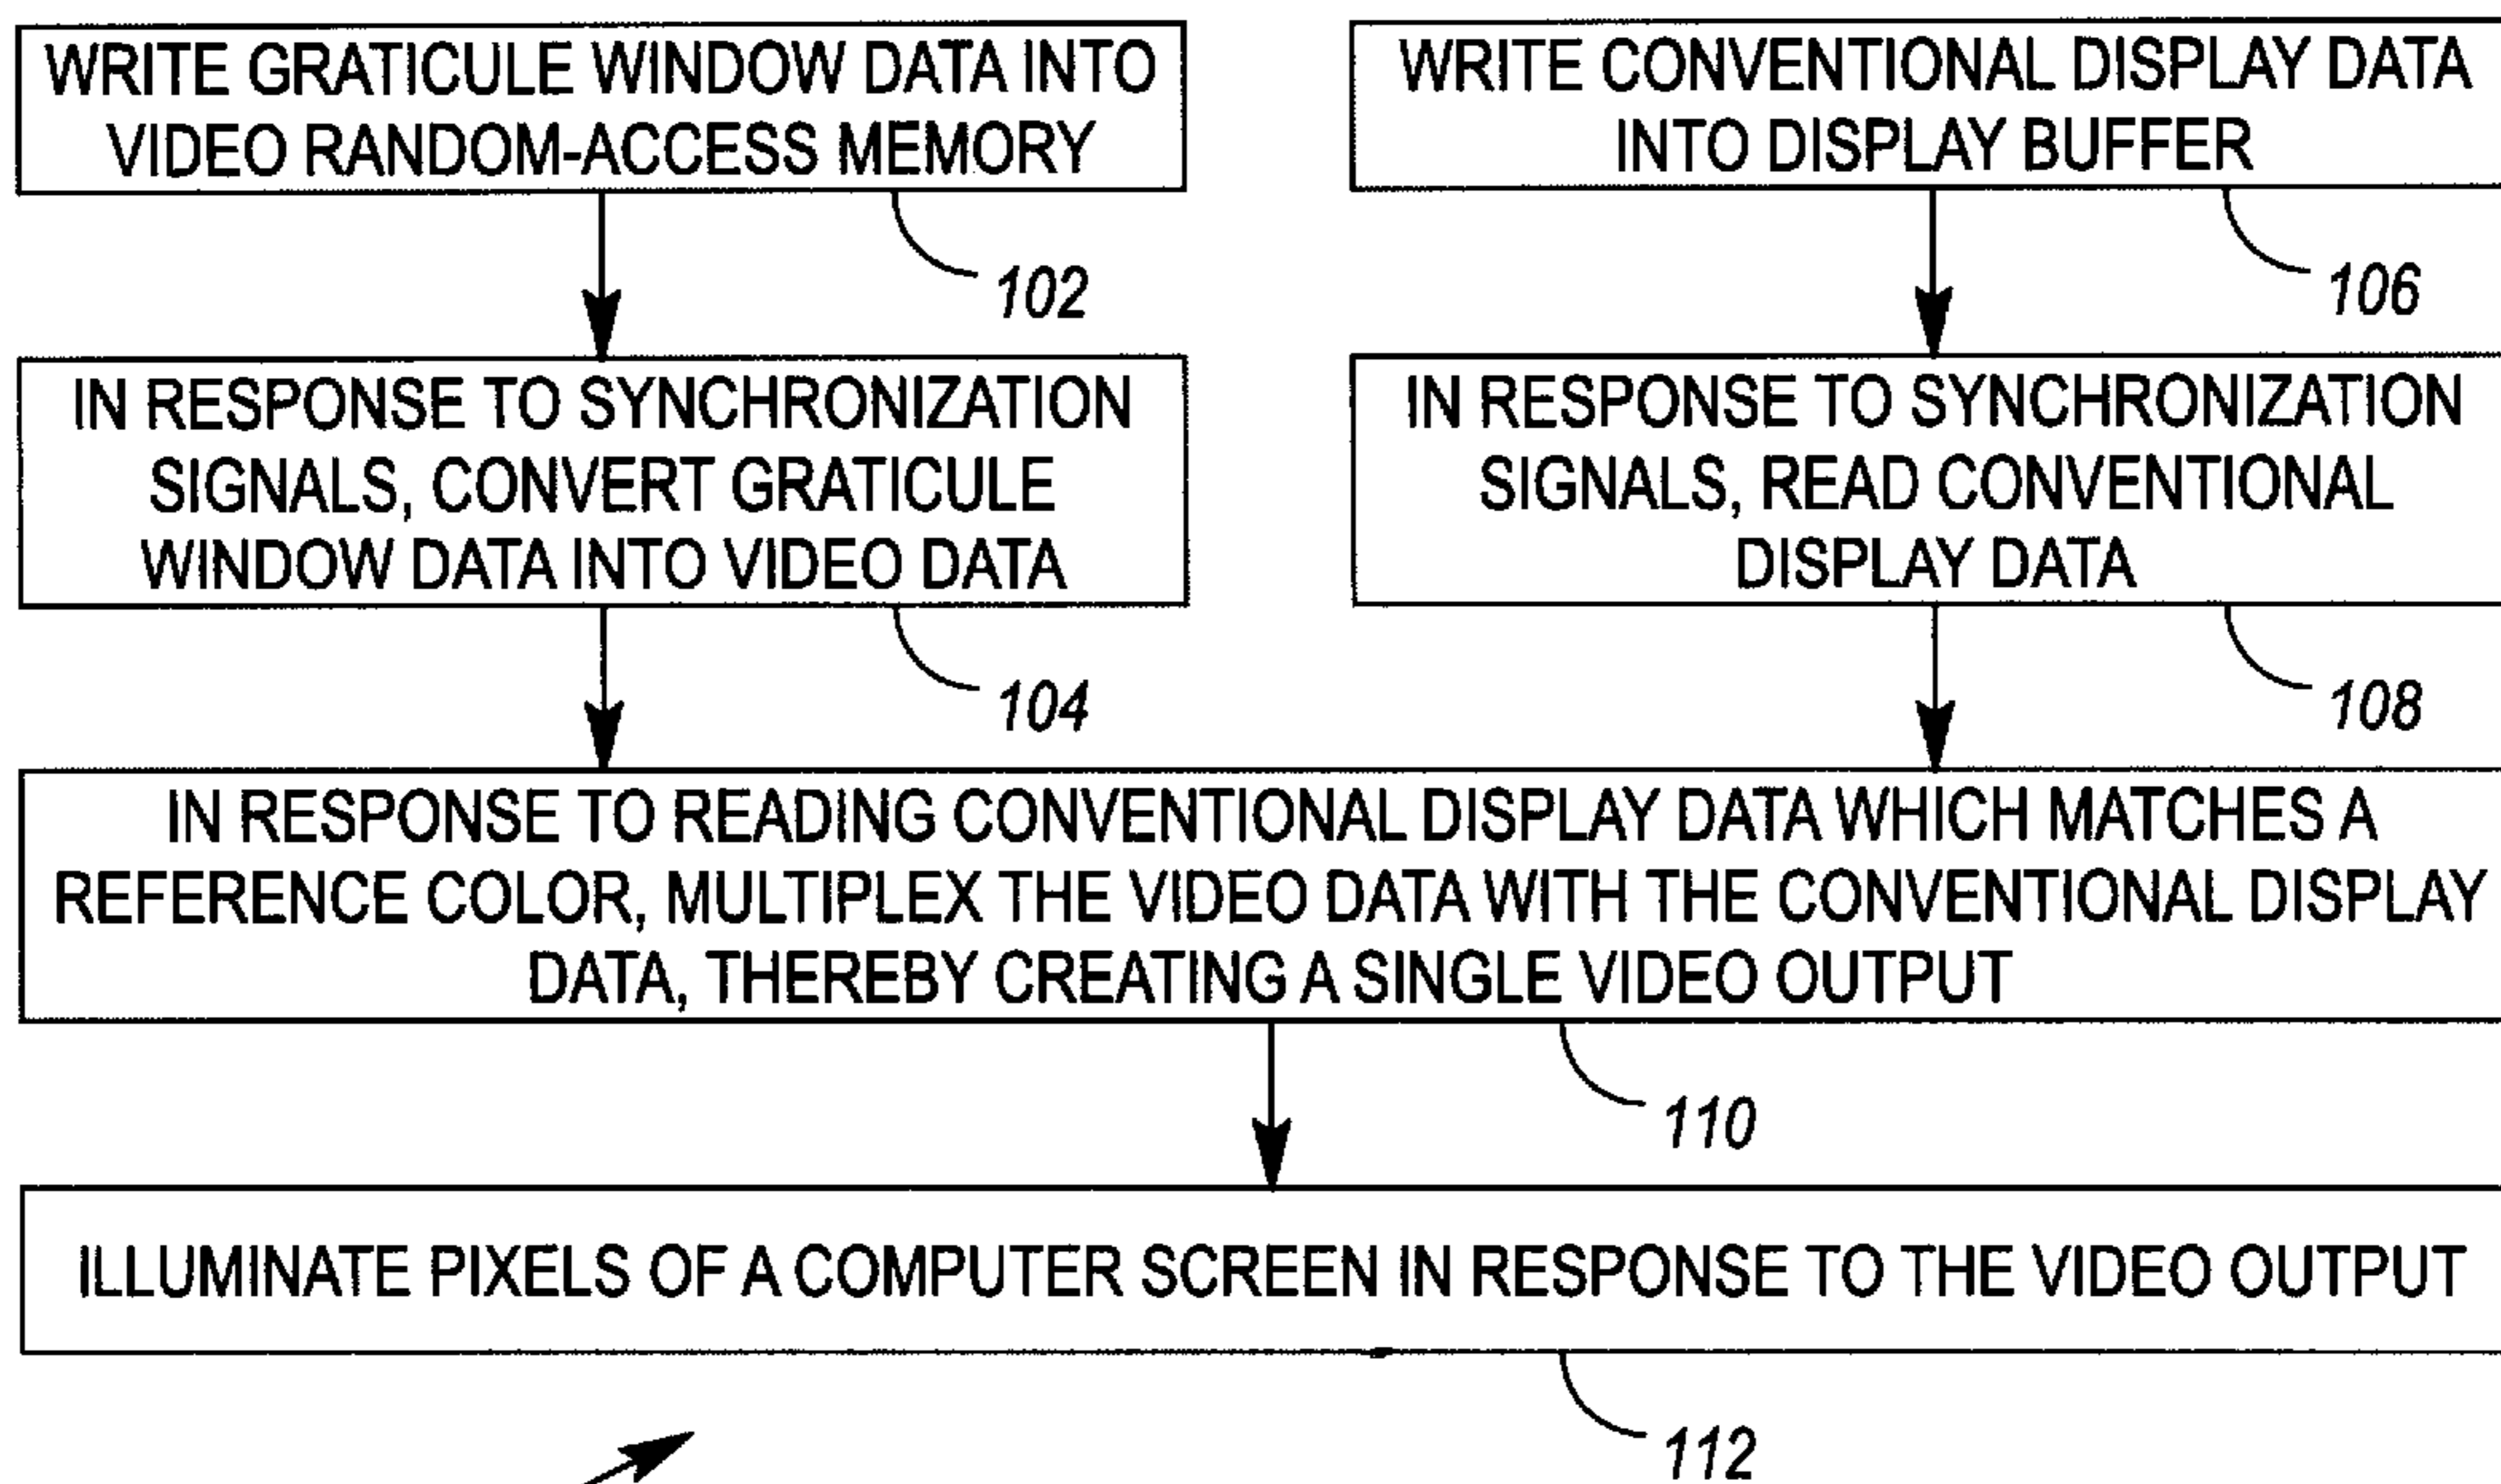 WRITE GRATICULE WINDOW DATA INTO
VIDEO RANDOM-ACCESS MEMORY
102
WRITE CONVENTIONAL DISPLAY DATA
INTO DISPLAY BUFFER
106
IN RESPONSE TO SYNCHRONIZATION
SIGNALS, CONVERT GRATICULE
WINDOW DATA INTO VIDEO DATA
104
IN RESPONSE TO SYNCHRONIZATION
SIGNALS, READ CONVENTIONAL
DISPLAY DATA
108
IN RESPONSE TO READING CONVENTIONAL DISPLAY DATA WHICH MATCHES A
REFERENCE COLOR, MULTIPLEX THE VIDEO DATA WITH THE CONVENTIONAL DISPLAY
DATA, THEREBY CREATING A SINGLE VIDEO OUTPUT
110
ILLUMINATE PIXELS OF A COMPUTER SCREEN IN RESPONSE TO THE VIDEO OUTPUT
112